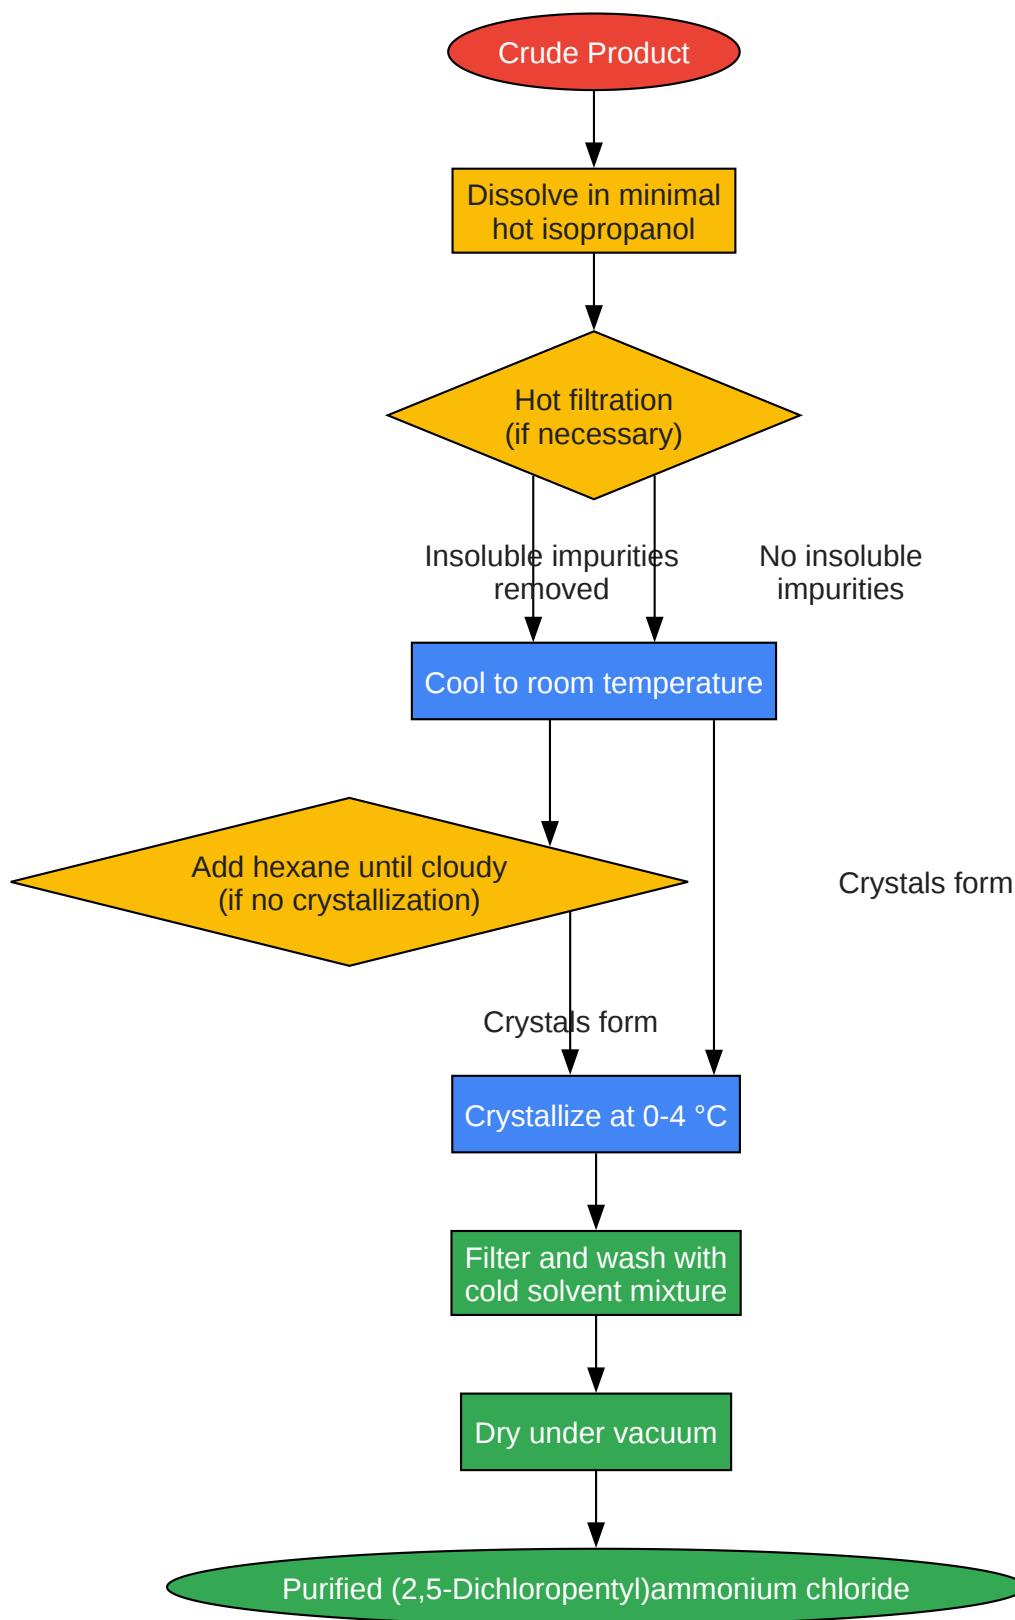 Crude Product
Dissolve in minimal
hot isopropanol
Hot filtration
(if necessary)
Insoluble impurities
removed
No insoluble
impurities
Cool to room temperature
Add hexane until cloudy
(if no crystallization)
Crystals form
Crystals form
Crystallize at 0-4 °C
Filter and wash with
cold solvent mixture
Dry under vacuum
Purified (2,5-Dichloropentyl)ammonium chloride